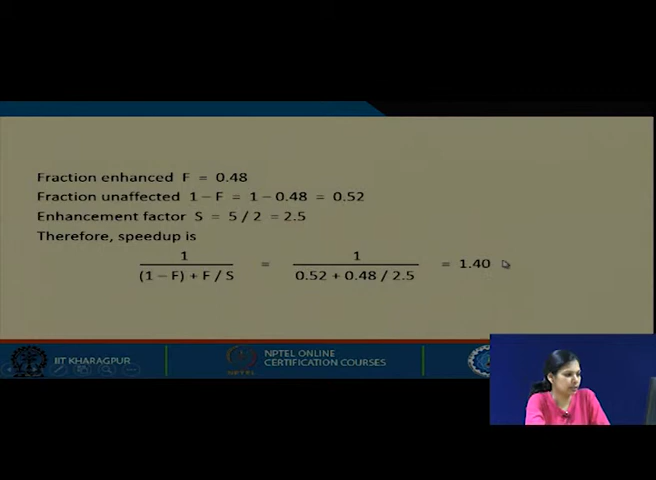 Fraction enhanced F = 0.48
Fraction unaffected 1 – F = 1 – 0.48 = 0.52
Enhancement factor S = 5 / 2 = 2.5
Therefore, speedup is
1 / (1 – F) + F / S = 1 / 0.52 + 0.48 / 2.5 = 1.40
IIT KHARAGPUR
NPTEL ONLINE
CERTIFICATION COURSES
NPTEL